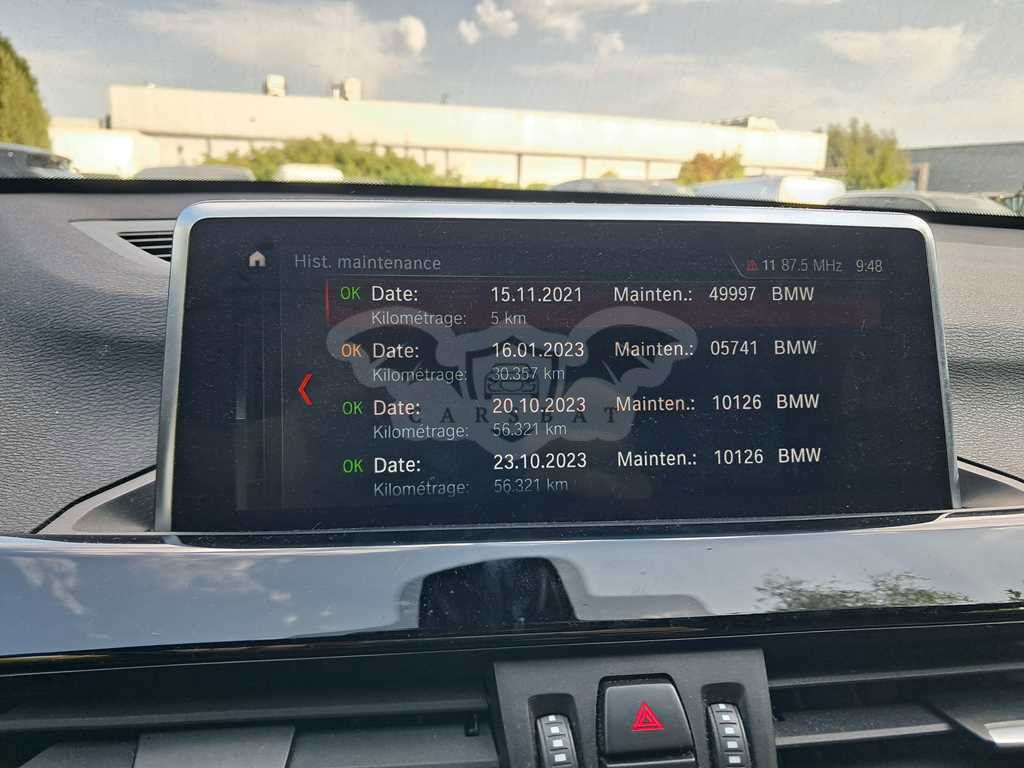 Hist. maintenance 11 87.5 MHz 9:48
OK Date: 15.11.2021 Mainten.: 49997 BMW
Kilométrage: 5 km
OK Date: 16.01.2023 Mainten.: 05741 BMW
Kilométrage: 30.357 km
OK Date: 20.10.2023 Mainten.: 10126 BMW
CARSBAT
Kilométrage: 56.321 km
OK Date: 23.10.2023 Mainten.: 10126 BMW
Kilométrage: 56.321 km